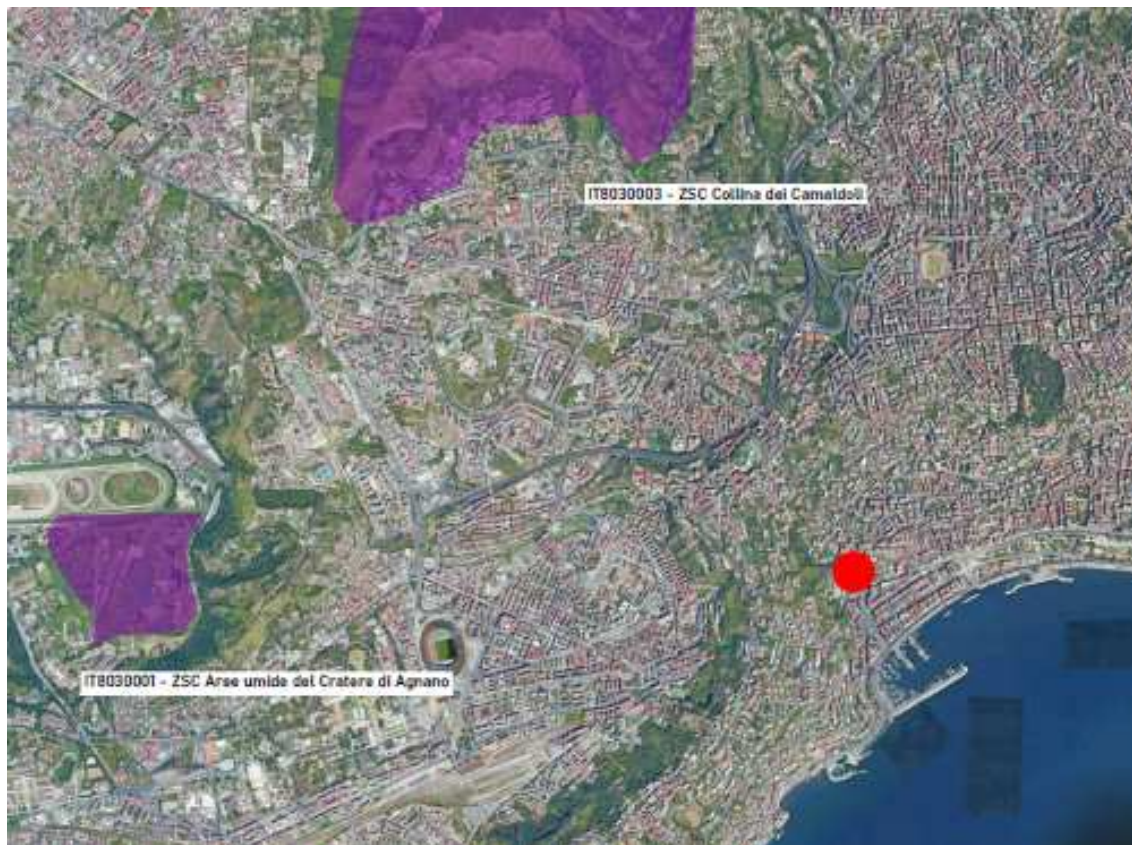 IT8030003 - ZSC Collina dei Camaldoli
IT8030001 - ZSC Aree umide del Cratere di Agnano